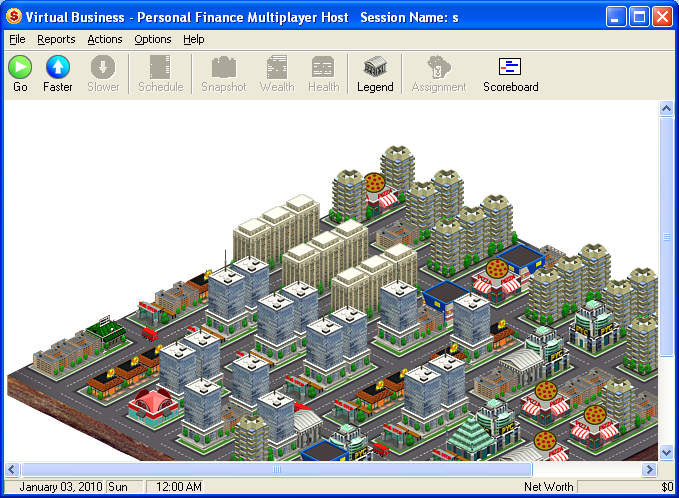 Virtual Business - Personal Finance Multiplayer Host   Session Name: s
File Reports Actions Options Help
Go Faster Slower Schedule Snapshot Wealth Health Legend Assignment Scoreboard
January 03, 2010 Sun 12:00 AM Net Worth $0